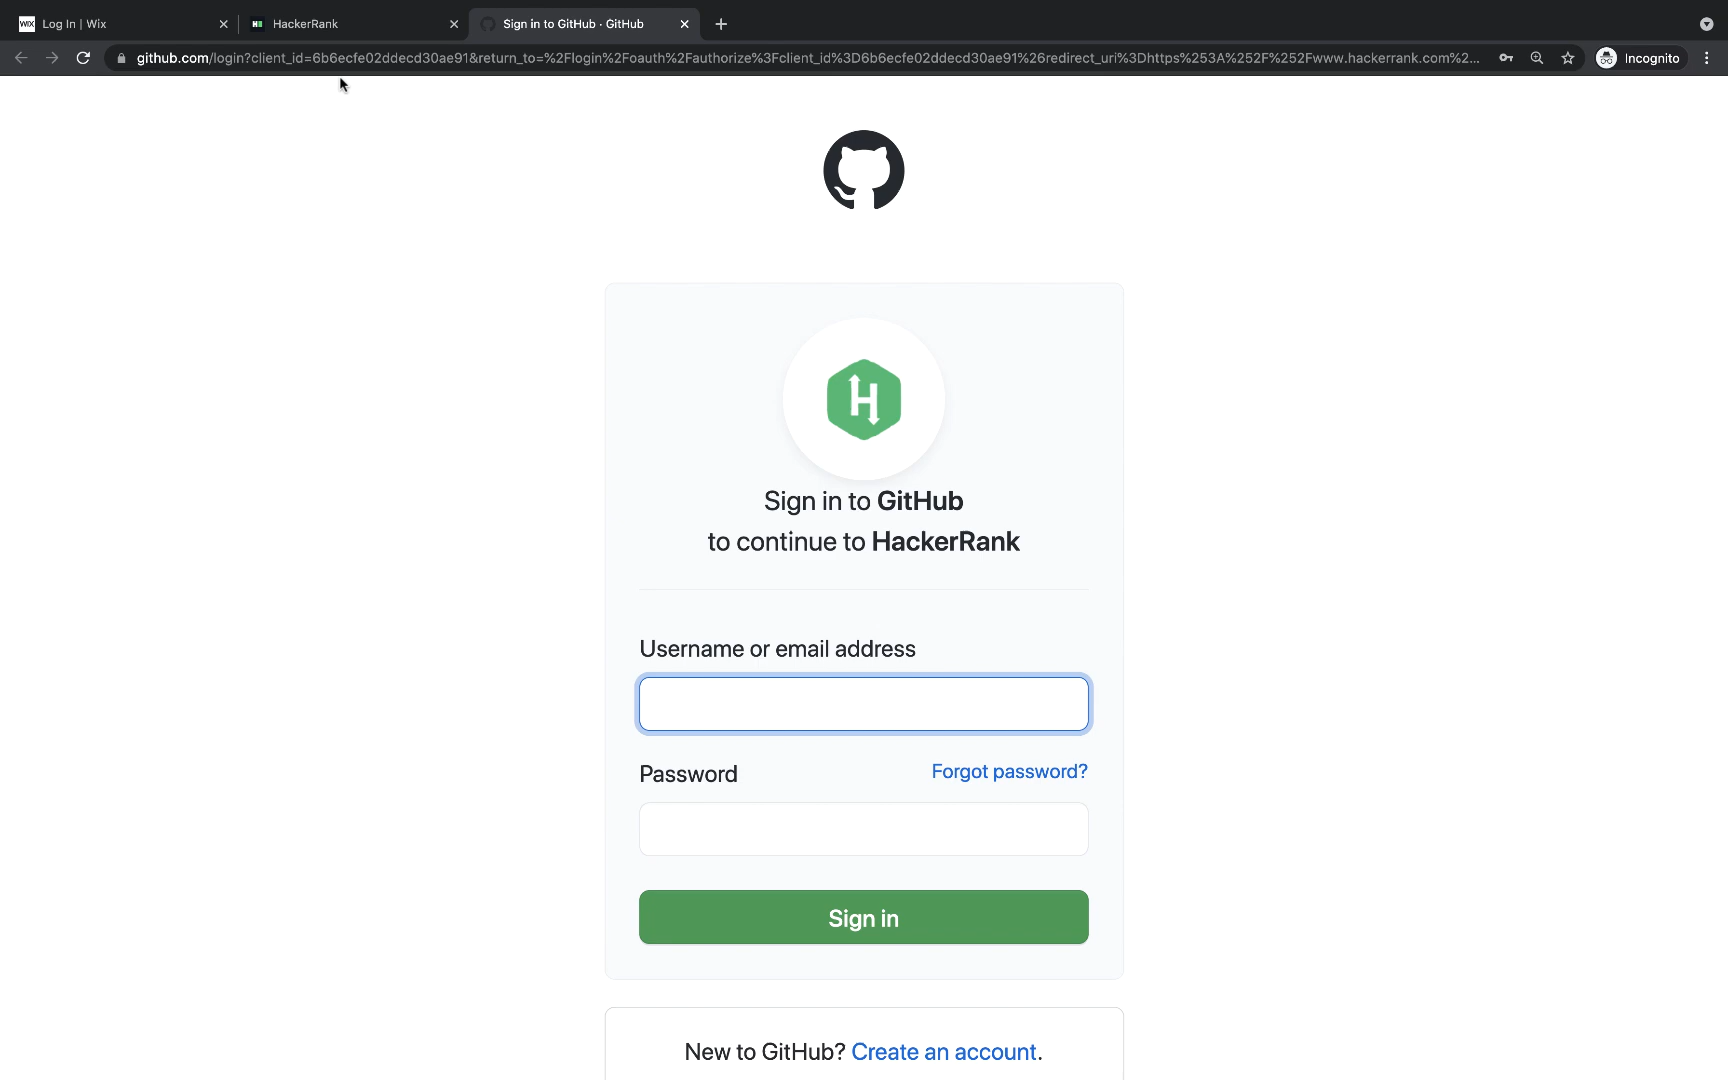 WIX Log In | Wix
HackerRank
Sign in to GitHub · GitHub
github.com/login?client_id=6b6ecfe02ddecd30ae91&return_to=%2Flogin%2Foauth%2Fauthorize%3Fclient_id%3D6b6ecfe02ddecd30ae91%26redirect_uri%3Dhttps%253A%252F%252Fwww.hackerrank.com%2...
Incognito
H
Sign in to GitHub
to continue to HackerRank
Username or email address
Password
Forgot password?
Sign in
New to GitHub? Create an account.